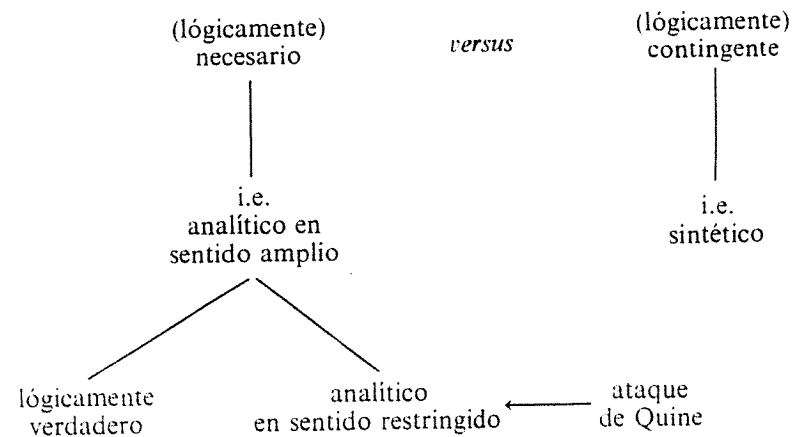 (lógicamente)
necesario
versus
(lógicamente)
contingente
i.e.
analítico en
sentido amplio
i.e.
sintético
lógicamente
verdadero
analítico
en sentido restringido
ataque
de Quine